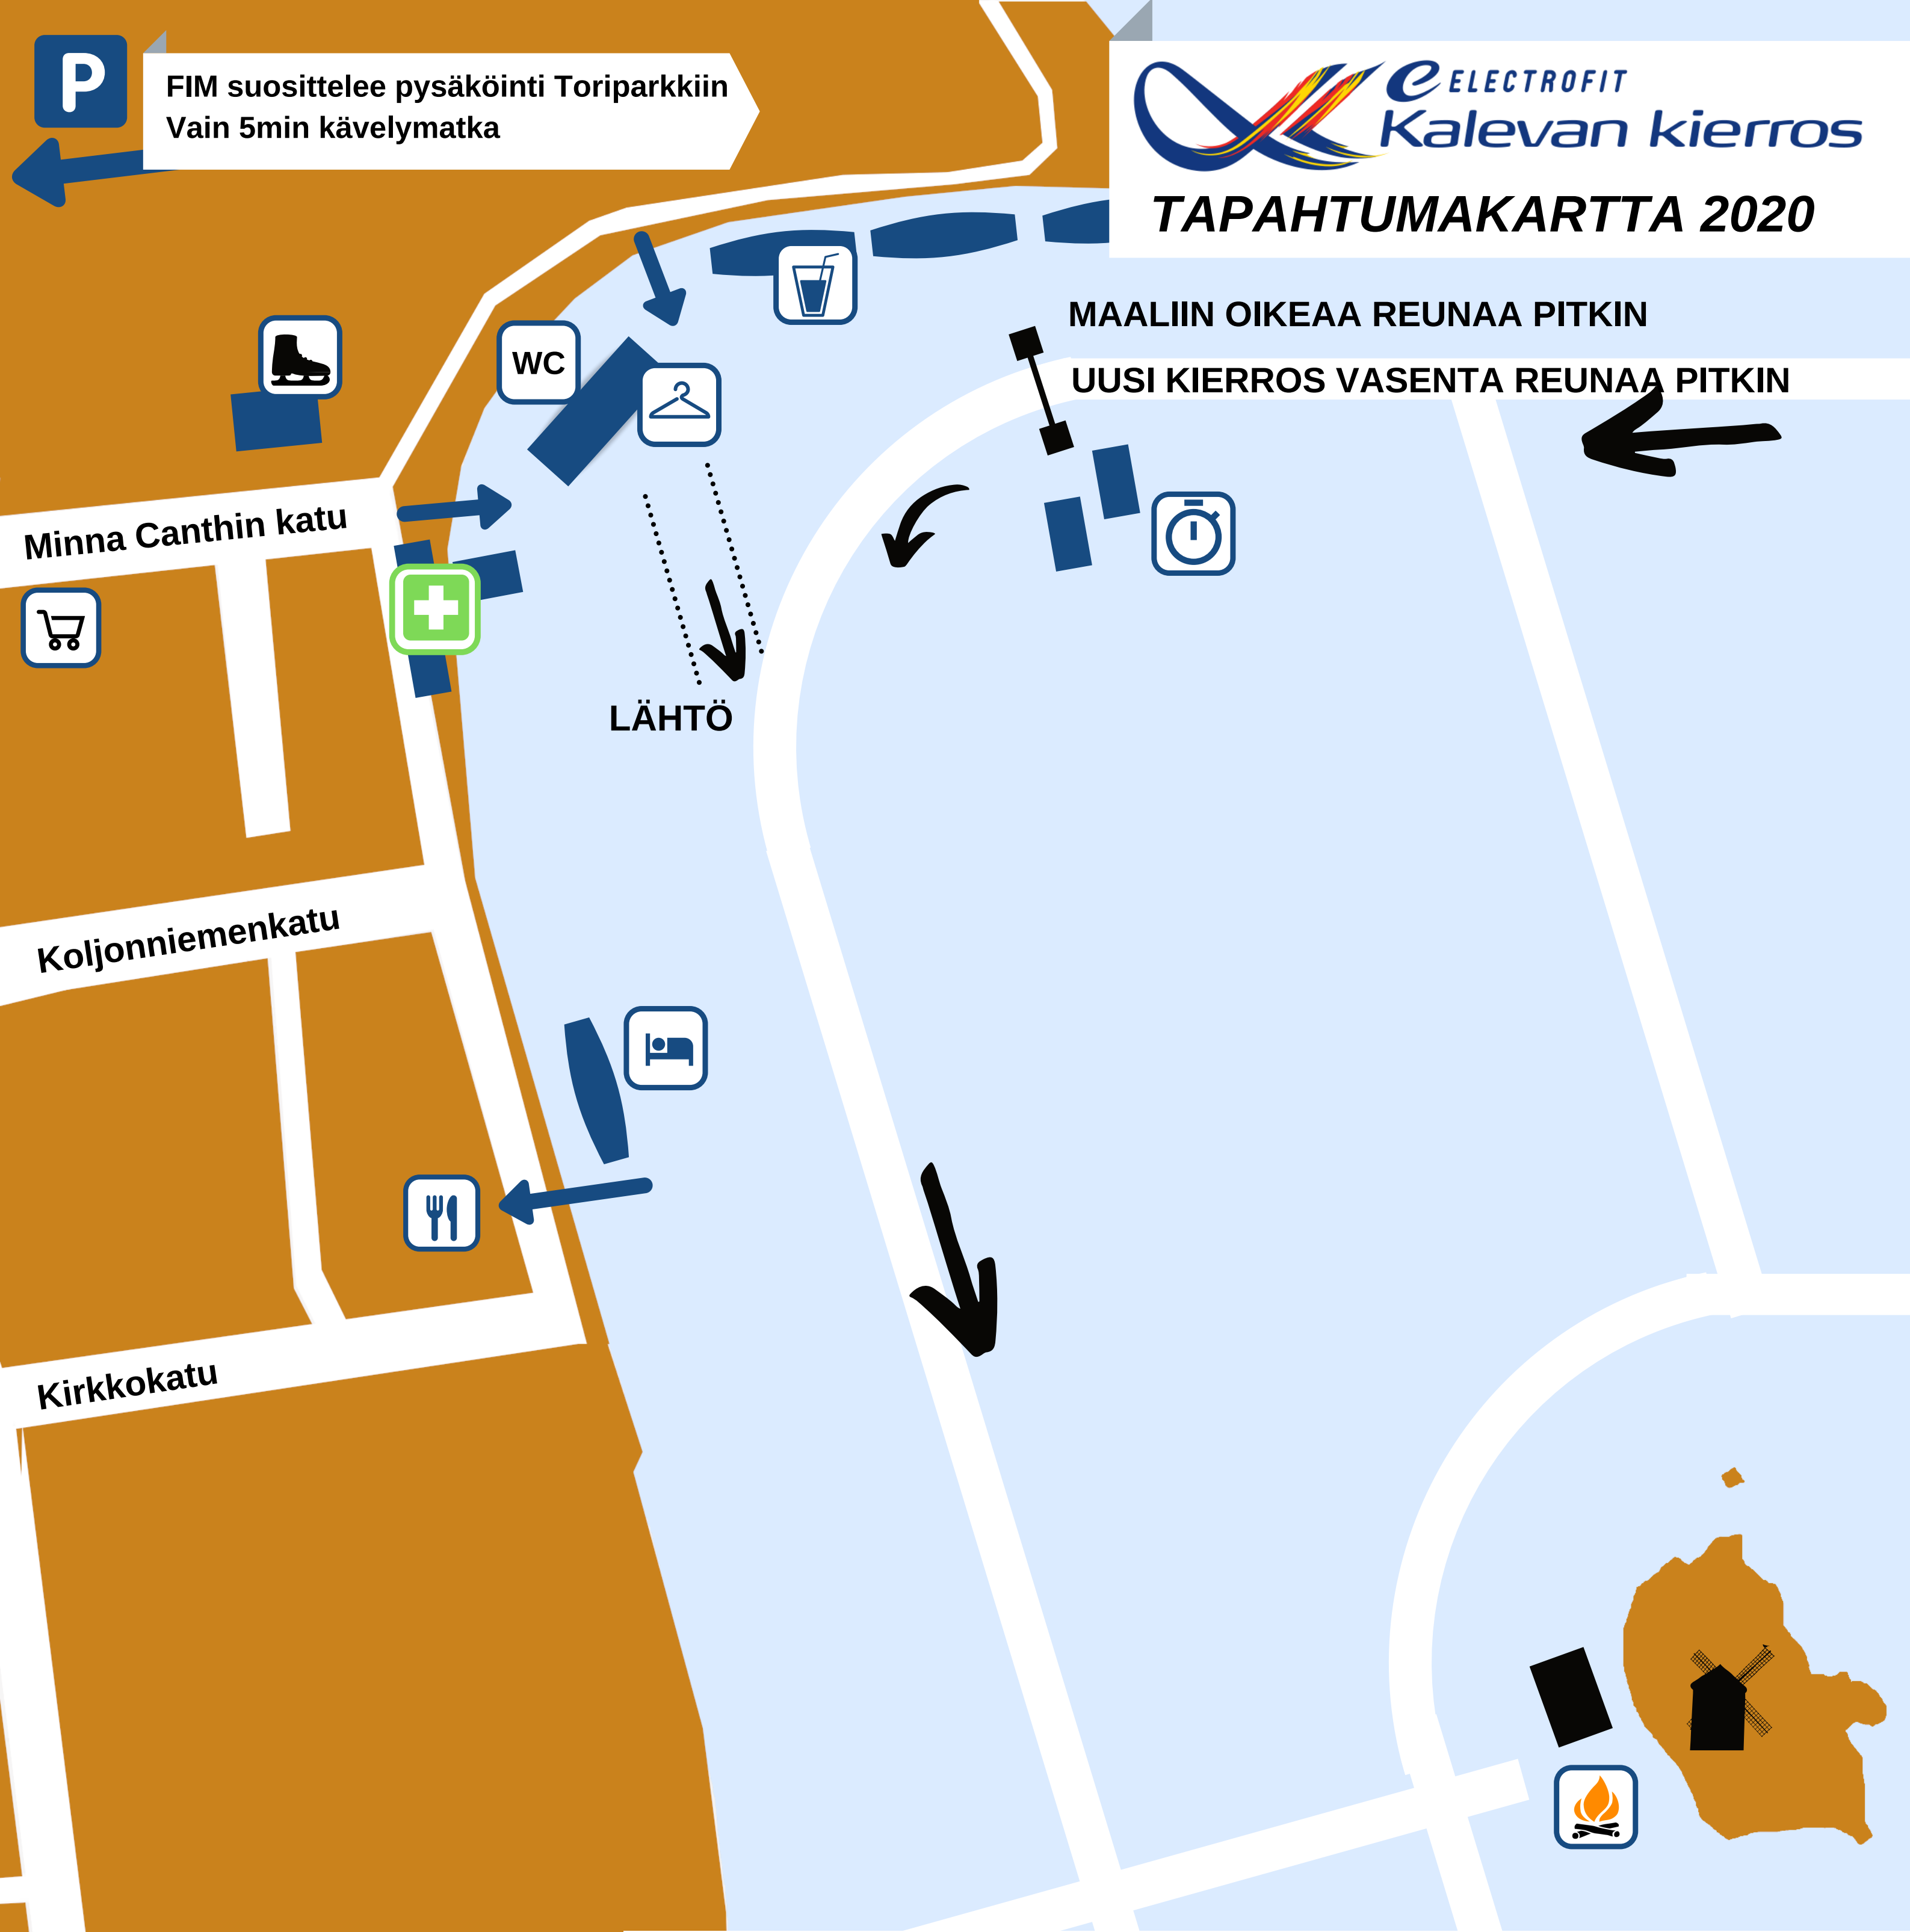 P
FIM suosittelee pysäköinti Toriparkkiin
Vain 5min kävelymatka
e ELECTROFIT
Kalevan kierros
TAPAHTUMAKARTTA 2020
MAALIIN OIKEAA REUNAA PITKIN
UUSI KIERROS VASENTA REUNAA PITKIN
WC
Minna Canthin katu
LÄHTÖ
Koljonniemenkatu
Kirkkokatu